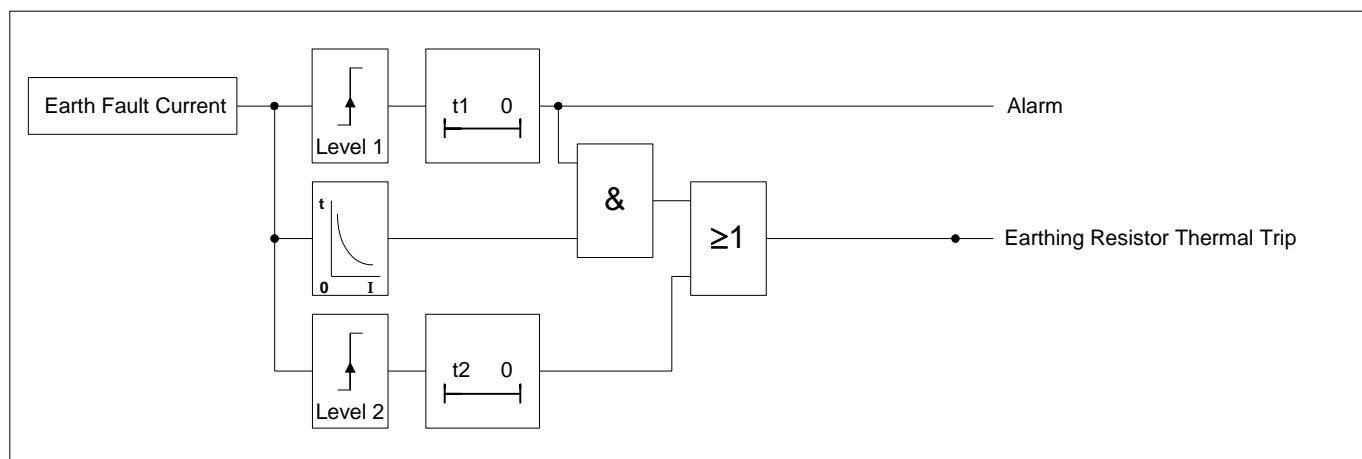 Earth Fault Current
Level 1
t1 0
Alarm
&
t
0 I
≥1
Earthing Resistor Thermal Trip
Level 2
t2 0